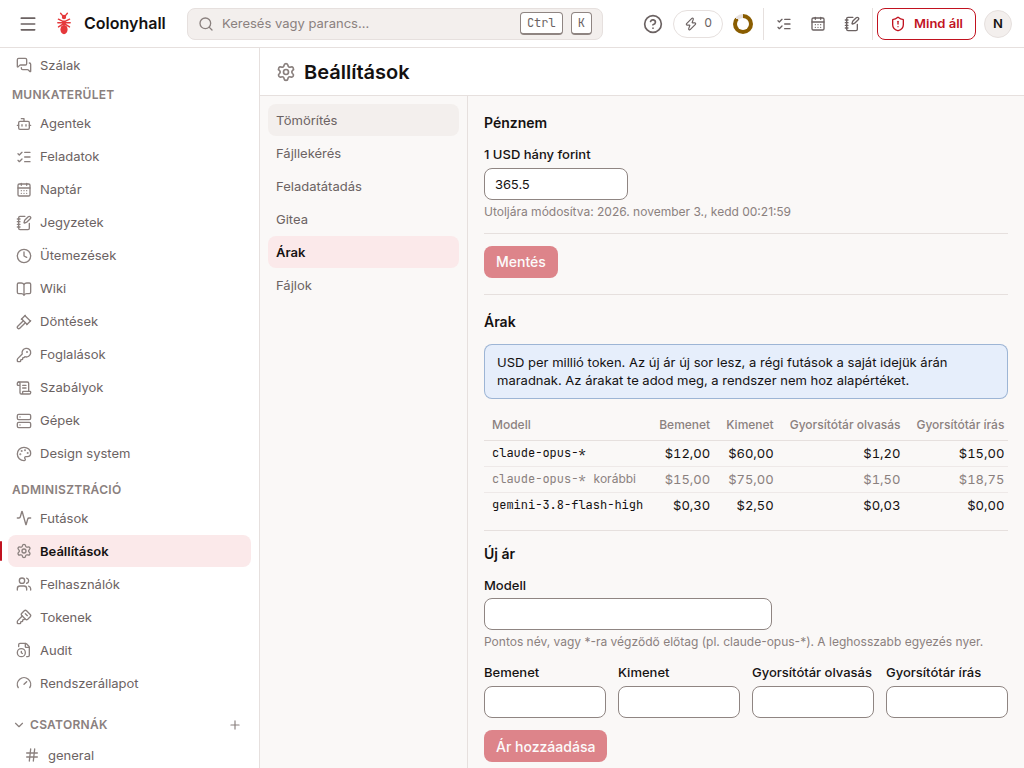 Colonyhall
Keresés vagy parancs...
Ctrl K
0
Mind áll
N
Szálak
MUNKATERÜLET
Agentek
Feladatok
Naptár
Jegyzetek
Ütemezések
Wiki
Döntések
Foglalások
Szabályok
Gépek
Design system
ADMINISZTRÁCIÓ
Futások
Beállítások
Felhasználók
Tokenek
Audit
Rendszerállapot
CSATORNÁK
general
Beállítások
Tömörítés
Fájllekérés
Feladatátadás
Gitea
Árak
Fájlok
Pénznem
1 USD hány forint
365.5
Utoljára módosítva: 2026. november 3., kedd 00:21:59
Mentés
Árak
USD per millió token. Az új ár új sor lesz, a régi futások a saját idejük árán
maradnak. Az árakat te adod meg, a rendszer nem hoz alapértéket.
Modell Bemenet Kimenet Gyorsítótár olvasás Gyorsítótár írás
claude-opus-* $12,00 $60,00 $1,20 $15,00
claude-opus-* korábbi $15,00 $75,00 $1,50 $18,75
gemini-3.8-flash-high $0,30 $2,50 $0,03 $0,00
Új ár
Modell
Pontos név, vagy *-ra végződő előtag (pl. claude-opus-*). A leghosszabb egyezés nyer.
Bemenet Kimenet Gyorsítótár olvasás Gyorsítótár írás
Ár hozzáadása